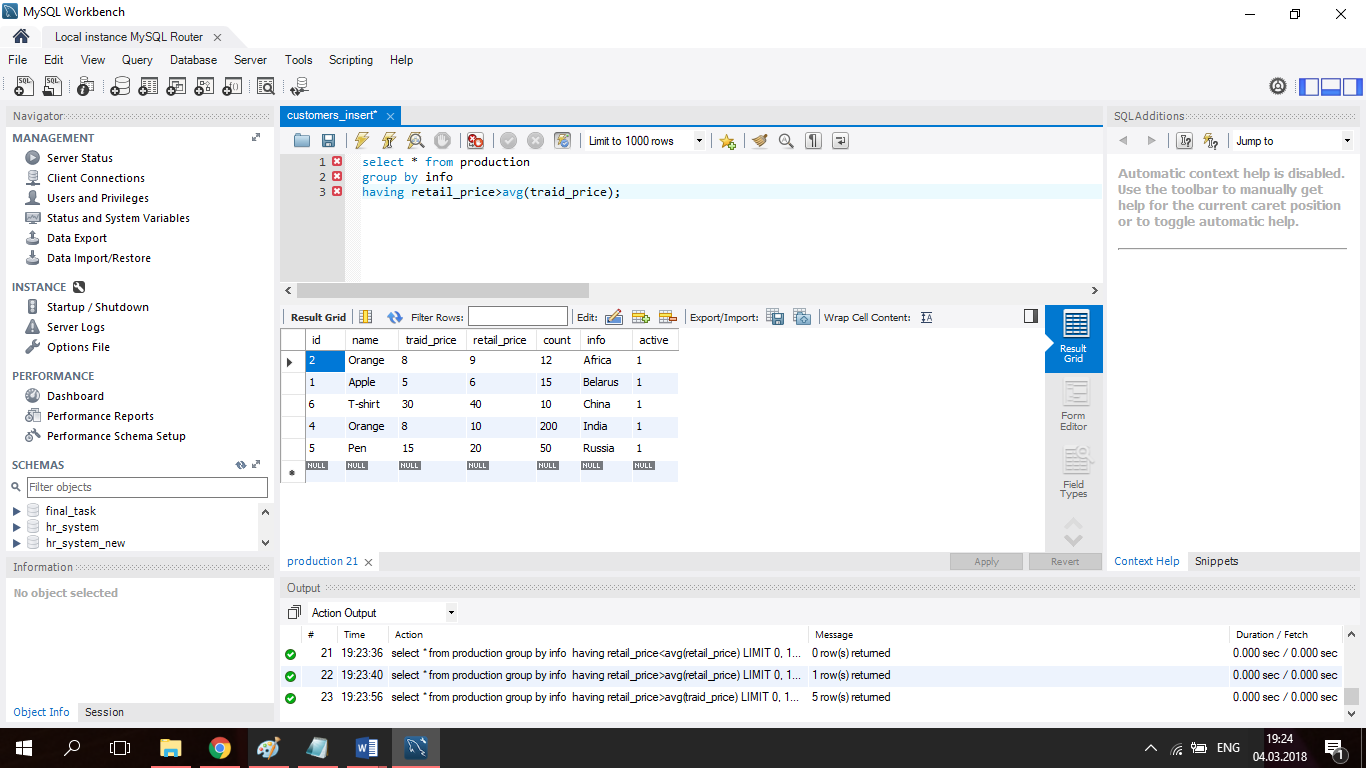 MySQL Workbench
Local instance MySQL Router
File Edit View Query Database Server Tools Scripting Help
Navigator
MANAGEMENT
Server Status
Client Connections
Users and Privileges
Status and System Variables
Data Export
Data Import/Restore
INSTANCE
Startup / Shutdown
Server Logs
Options File
PERFORMANCE
Dashboard
Performance Reports
Performance Schema Setup
SCHEMAS
Filter objects
final_task
hr_system
hr_system_new
Information
No object selected
Object Info Session
customers_insert*
Limit to 1000 rows
1 select * from production
2 group by info
3 having retail_price>avg(traid_price);
Result Grid Filter Rows: Edit: Export/Import: Wrap Cell Content:
id name traid_price retail_price count info active
2 Orange 8 9 12 Africa 1
1 Apple 5 6 15 Belarus 1
6 T-shirt 30 40 10 China 1
4 Orange 8 10 200 India 1
5 Pen 15 20 50 Russia 1
NULL NULL NULL NULL NULL NULL NULL
Result
Grid
Form
Editor
Field
Types
production 21
Apply Revert
SQLAdditions
Jump to
Automatic context help is disabled.
Use the toolbar to manually get
help for the current caret position
or to toggle automatic help.
Context Help Snippets
Output
Action Output
# Time Action Message Duration / Fetch
21 19:23:36 select * from production group by info having retail_price<avg(retail_price) LIMIT 0, 1... 0 row(s) returned 0.000 sec / 0.000 sec
22 19:23:40 select * from production group by info having retail_price>avg(retail_price) LIMIT 0, 1... 1 row(s) returned 0.000 sec / 0.000 sec
23 19:23:56 select * from production group by info having retail_price>avg(traid_price) LIMIT 0, 1... 5 row(s) returned 0.000 sec / 0.000 sec
ENG
19:24
04.03.2018
1